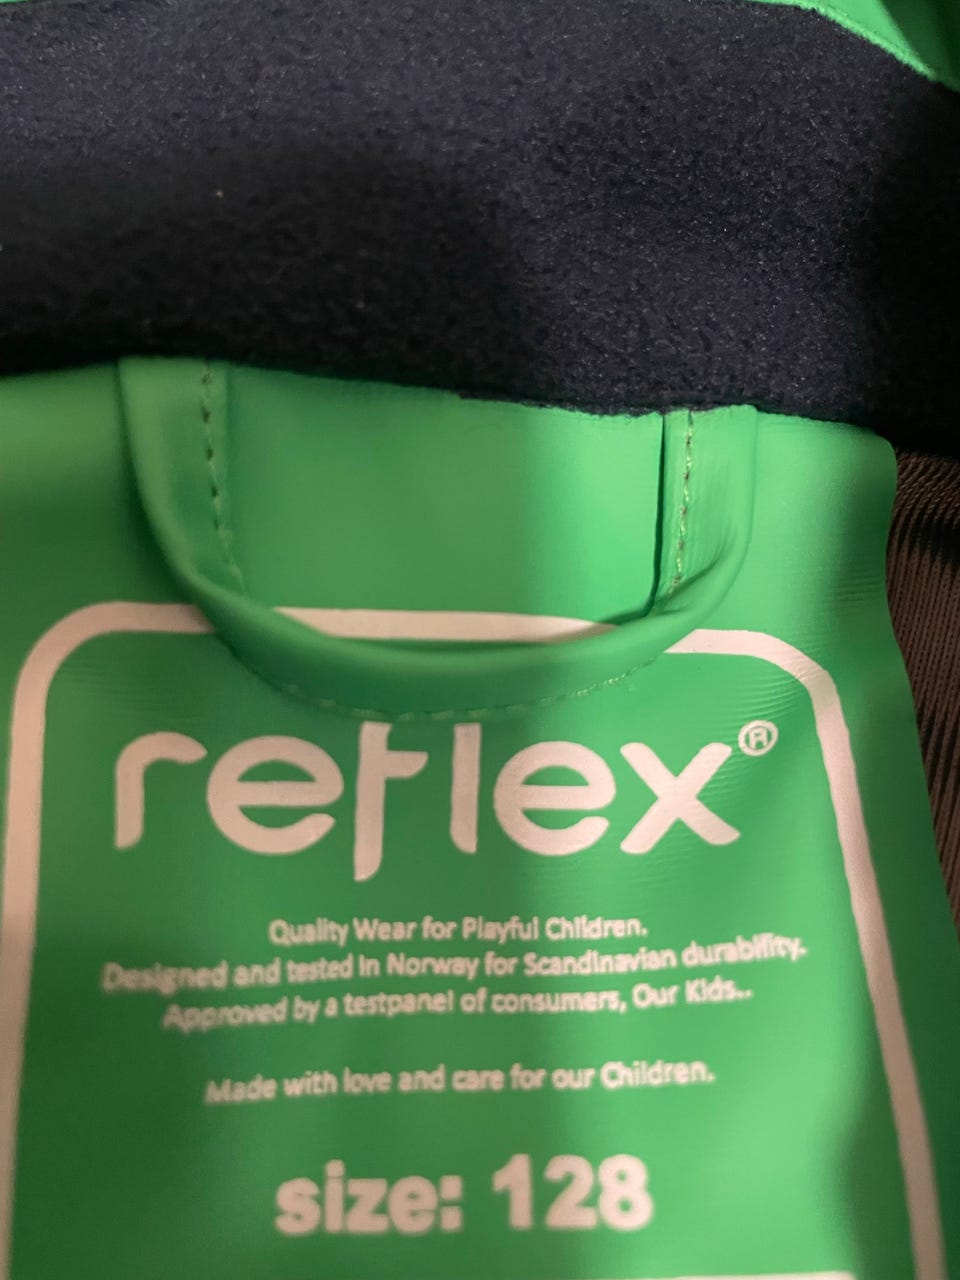 reflex®
Quality Wear for Playful Children.
Designed and tested in Norway for Scandinavian durability.
Approved by a testpanel of consumers, Our Kids..
Made with love and care for our Children.
size: 128